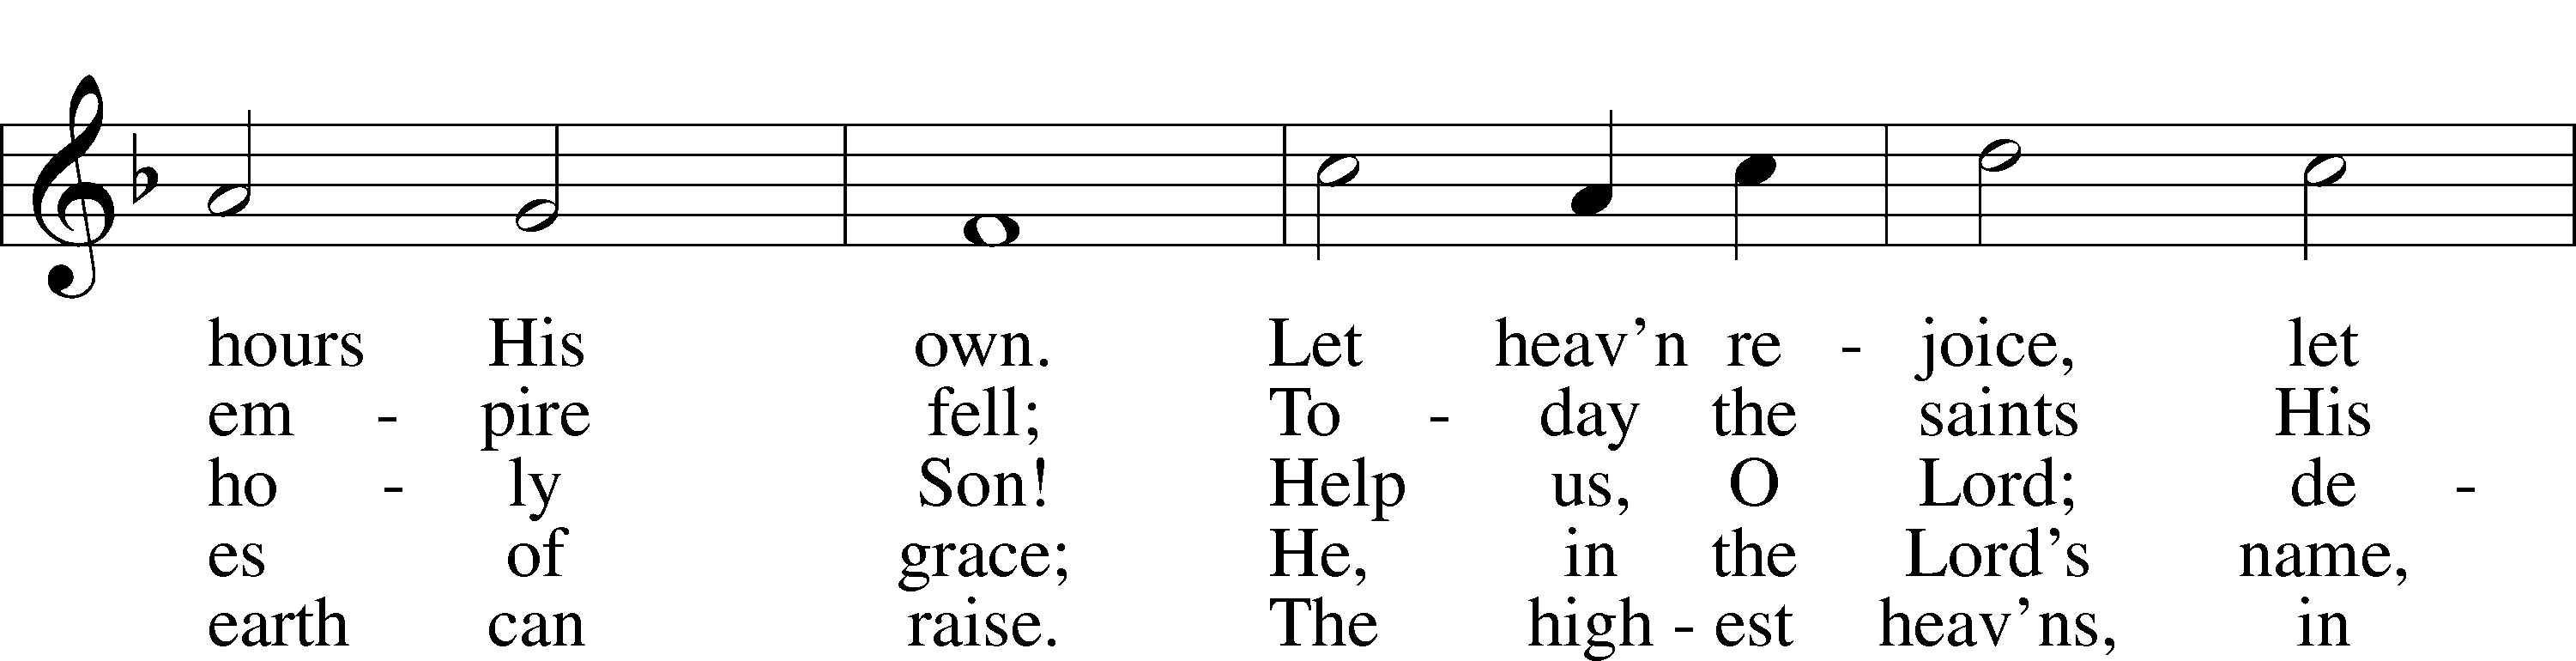 hours His own. Let heav'n re - joice, let
em - pire fell; To - day the saints His
ho - ly Son! Help us, O Lord; de -
es of grace; He, in the Lord's name,
earth can raise. The high - est heav'ns, in